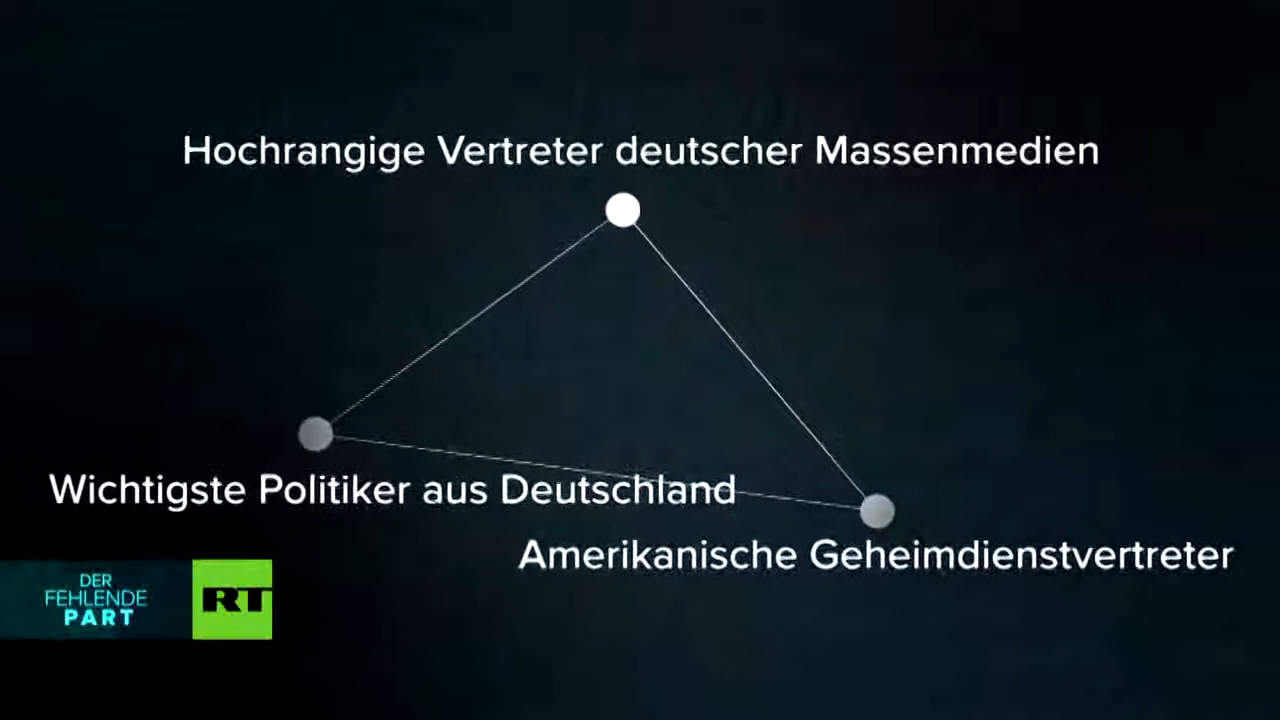 Hochrangige Vertreter deutscher Massenmedien
Wichtigste Politiker aus Deutschland
Amerikanische Geheimdienstvertreter
DER
FEHLENDE
PART
RT